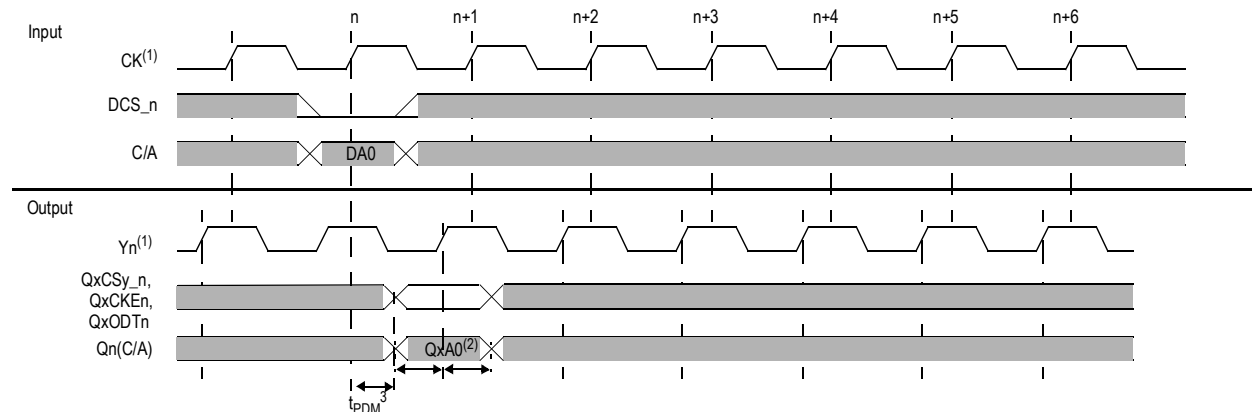 n n+1 n+2 n+3 n+4 n+5 n+6
Input
CK(1)
DCS_n
C/A DA0
Output
Yn(1)
QxCSy_n,
QxCKEn,
QxODTn
Qn(C/A) QxA0(2)
tPDM3